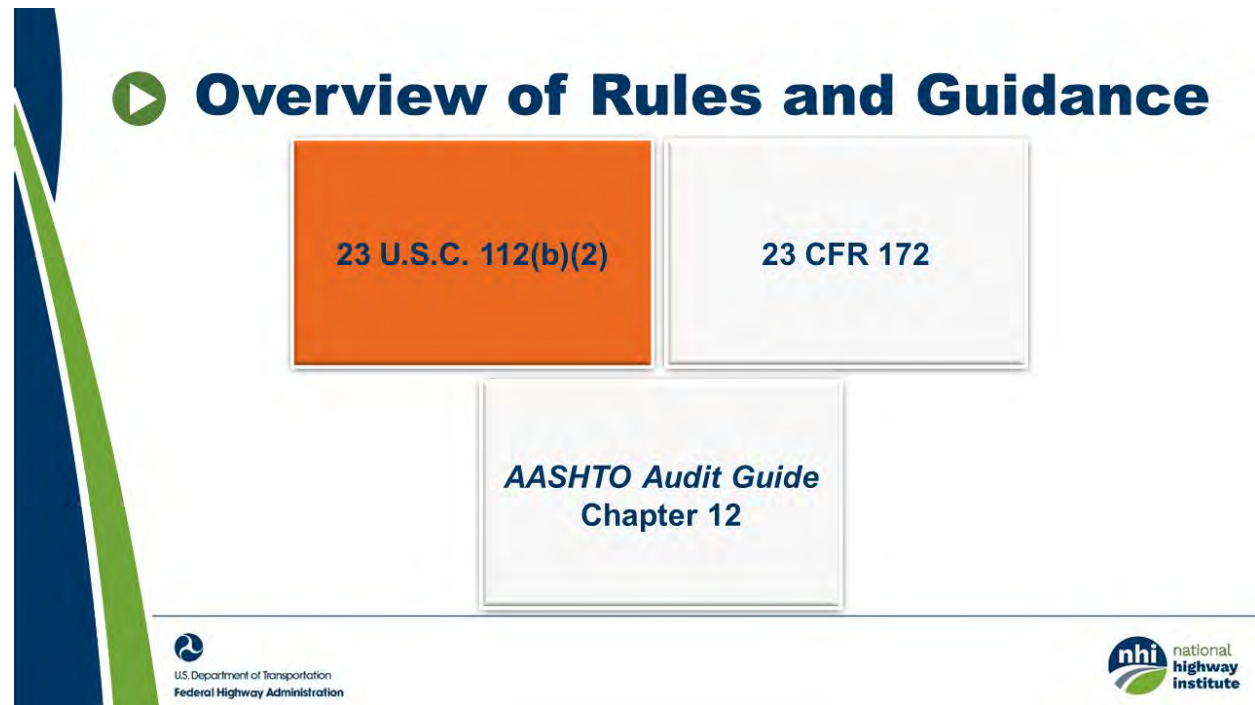 Overview of Rules and Guidance
23 U.S.C. 112(b)(2)
23 CFR 172
AASHTO Audit Guide
Chapter 12
U.S. Department of Transportation
Federal Highway Administration
nhi
national
highway
institute